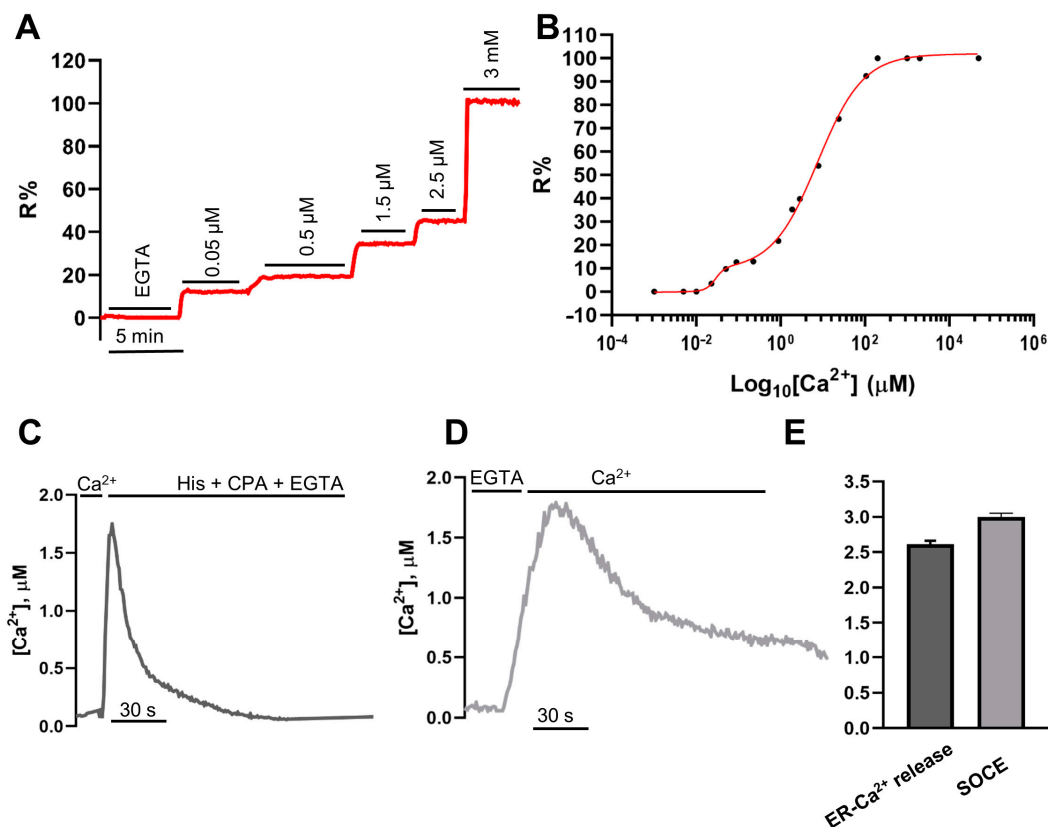 A
R%
120
100
80
60
40
20
0
EGTA
0.05 µM
0.5 µM
1.5 µM
2.5 µM
3 mM
5 min
B
R%
110
100
90
80
70
60
50
40
30
20
10
0
-10
10⁻⁴
10⁻²
10⁰
10²
10⁴
10⁶
Log₁₀[Ca²⁺] (µM)
C
Ca²⁺
His + CPA + EGTA
[Ca²⁺], µM
2.0
1.5
1.0
0.5
0.0
30 s
D
EGTA
Ca²⁺
[Ca²⁺], µM
2.0
1.5
1.0
0.5
0.0
30 s
E
3.5
3.0
2.5
2.0
1.5
1.0
0.5
0.0
ER-Ca²⁺ release
SOCE